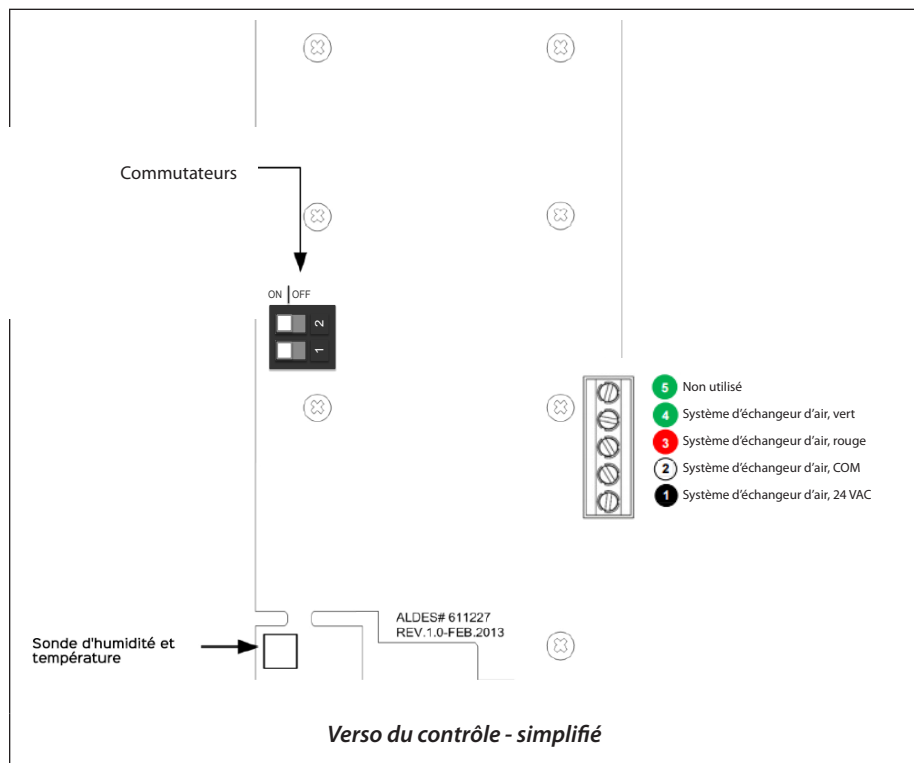 Commutateurs
ON | OFF
2
1
5 Non utilisé
4 Système d'échangeur d'air, vert
3 Système d'échangeur d'air, rouge
2 Système d'échangeur d'air, COM
1 Système d'échangeur d'air, 24 VAC
ALDES# 611227
REV.1.0-FEB.2013
Sonde d'humidité et
température
Verso du contrôle - simplifié